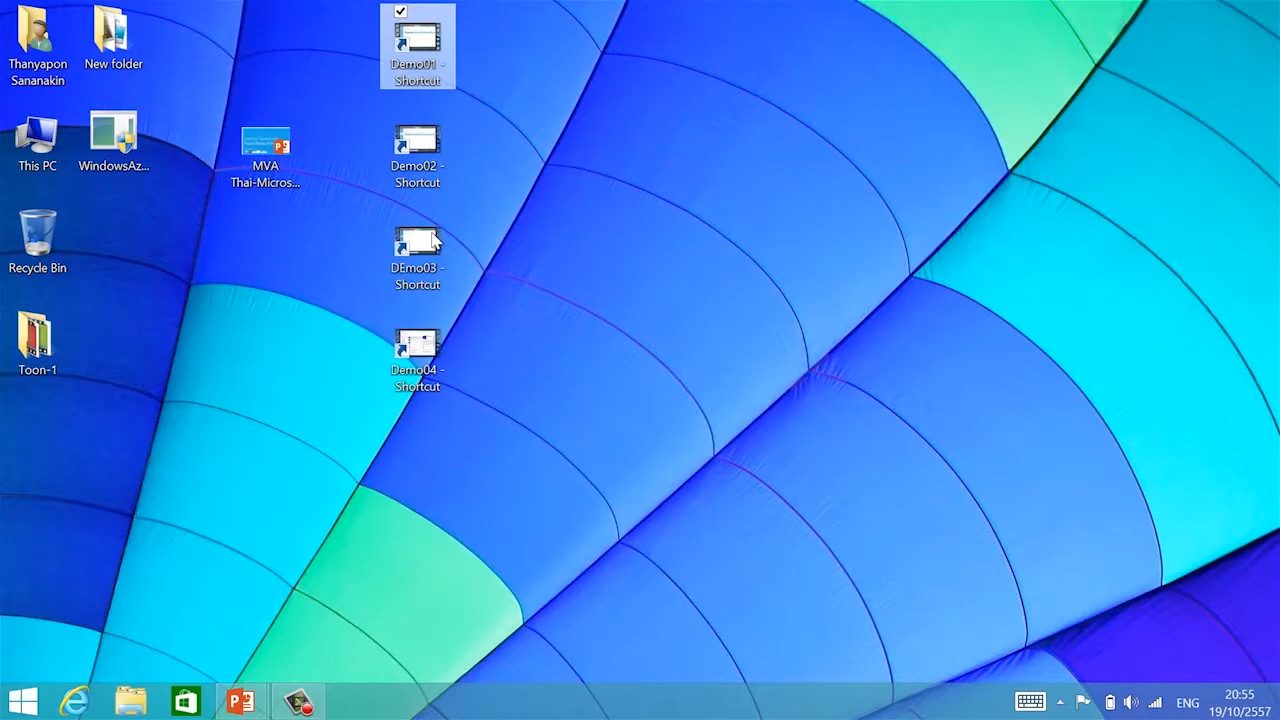 Thanyapon
Sananakin
New folder
This PC
WindowsAz...
Recycle Bin
Toon-1
MVA
Thai-Micros...
Demo01 -
Shortcut
Demo02 -
Shortcut
DEmo03 -
Shortcut
Demo04 -
Shortcut
ENG
20:55
19/10/2557